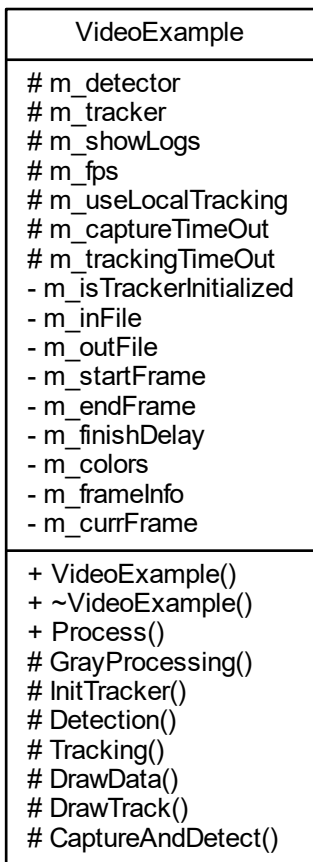 VideoExample
# m_detector
# m_tracker
# m_showLogs
# m_fps
# m_useLocalTracking
# m_captureTimeOut
# m_trackingTimeOut
- m_isTrackerInitialized
- m_inFile
- m_outFile
- m_startFrame
- m_endFrame
- m_finishDelay
- m_colors
- m_frameInfo
- m_currFrame
+ VideoExample()
+ ~VideoExample()
+ Process()
# GrayProcessing()
# InitTracker()
# Detection()
# Tracking()
# DrawData()
# DrawTrack()
# CaptureAndDetect()